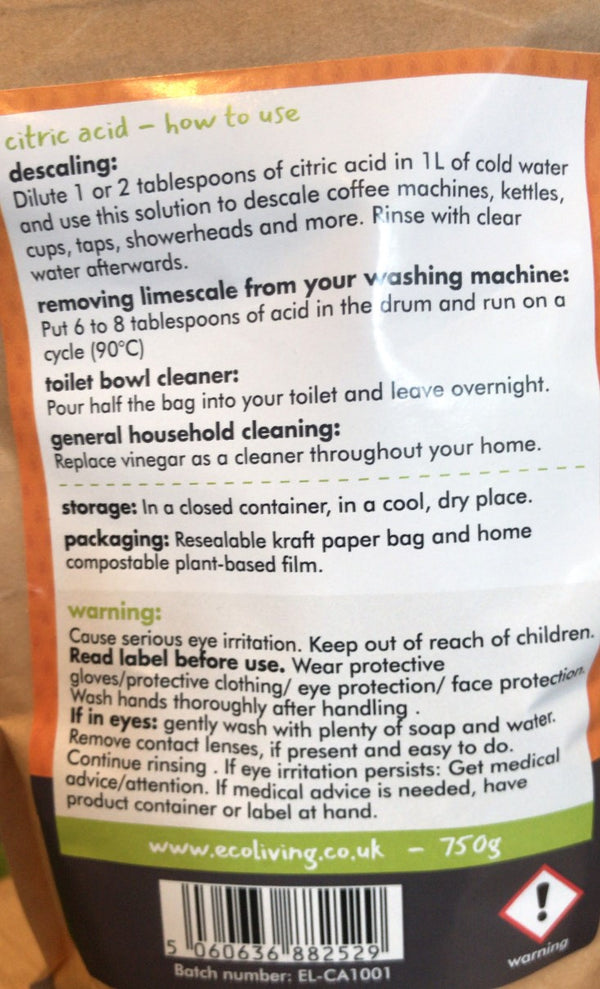 citric acid – how to use
descaling:
Dilute 1 or 2 tablespoons of citric acid in 1L of cold water
and use this solution to descale coffee machines, kettles,
cups, taps, showerheads and more. Rinse with clear
water afterwards.
removing limescale from your washing machine:
Put 6 to 8 tablespoons of acid in the drum and run on a
cycle (90°C)
toilet bowl cleaner:
Pour half the bag into your toilet and leave overnight.
general household cleaning:
Replace vinegar as a cleaner throughout your home.
storage: In a closed container, in a cool, dry place.
packaging: Resealable kraft paper bag and home
compostable plant-based film.
warning:
Cause serious eye irritation. Keep out of reach of children.
Read label before use. Wear protective
gloves/protective clothing/ eye protection/ face protection.
Wash hands thoroughly after handling .
If in eyes: gently wash with plenty of soap and water.
Remove contact lenses, if present and easy to do.
Continue rinsing . If eye irritation persists: Get medical
advice/attention. If medical advice is needed, have
product container or label at hand.
www.ecoliving.co.uk – 750g
5 060636 882529
Batch number: EL-CA1001
warning